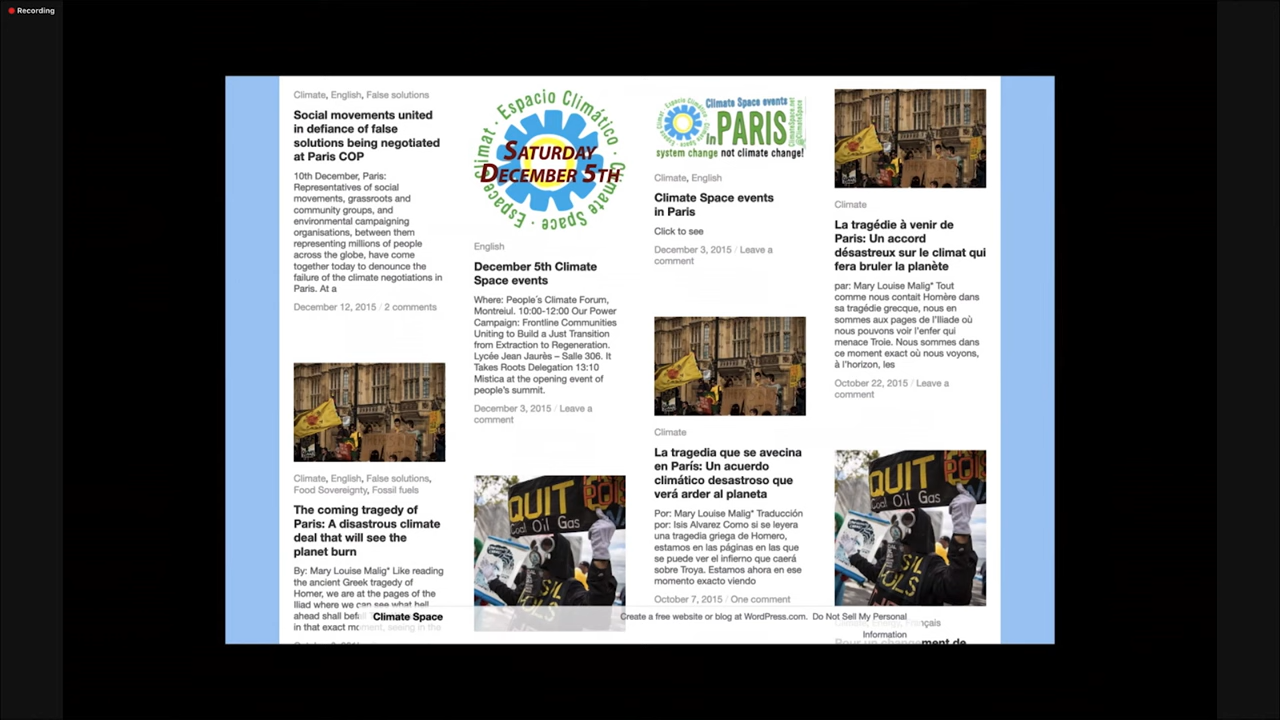 Recording
Climate, English, False solutions
Social movements united
in defiance of false
solutions being negotiated
at Paris COP
10th December, Paris:
Representatives of social
movements, grassroots and
community groups, and
environmental campaigning
organisations, between them
representing millions of people
across the globe, have come
together today to denounce the
failure of the climate negotiations in
Paris. At a
December 12, 2015 / 2 comments
Climate, English, False solutions,
Food Sovereignty, Fossil fuels
The coming tragedy of
Paris: A disastrous climate
deal that will see the
planet burn
By: Mary Louise Malig* Like reading
the ancient Greek tragedy of
Homer, we are at the pages of the
Iliad where we can see what hell
ahead shall
in that exact moment, seeing in the
Espacio Climático · Climate Space · Espace Climat ·
SATURDAY
DECEMBER 5TH
English
December 5th Climate
Space events
Where: People´s Climate Forum,
Montreiul. 10:00-12:00 Our Power
Campaign: Frontline Communities
Uniting to Build a Just Transition
from Extraction to Regeneration.
Lycée Jean Jaurès – Salle 306. It
Takes Roots Delegation 13:10
Mistica at the opening event of
people's summit.
December 3, 2015 / Leave a
comment
QUIT
Coal Oil Gas
Climate Space events
in PARIS
ClimateSpace.net
system change not climate change!
Climate, English
Climate Space events
in Paris
Click to see
December 3, 2015 / Leave a
comment
Climate
La tragedia que se avecina
en París: Un acuerdo
climático desastroso que
verá arder al planeta
Por: Mary Louise Malig* Traducción
por: Isis Alvarez Como si se leyera
una tragedia griega de Homero,
estamos en las páginas en las que
se puede ver el infierno que caerá
sobre Troya. Estamos ahora en ese
momento exacto viendo
October 7, 2015 / One comment
Climate
La tragédie à venir de
Paris: Un accord
désastreux sur le climat qui
fera bruler la planète
par: Mary Louise Malig* Tout
comme nous contait Homère dans
sa tragédie grecque, nous en
sommes aux pages de l'Iliade où
nous pouvons voir l'enfer qui
menace Troie. Nous sommes dans
ce moment exact où nous voyons,
à l'horizon, les
October 22, 2015 / Leave a
comment
QUIT
Coal Oil Gas
Climate Space
Create a free website or blog at WordPress.com. Do Not Sell My Personal
Information
Pour un changement de